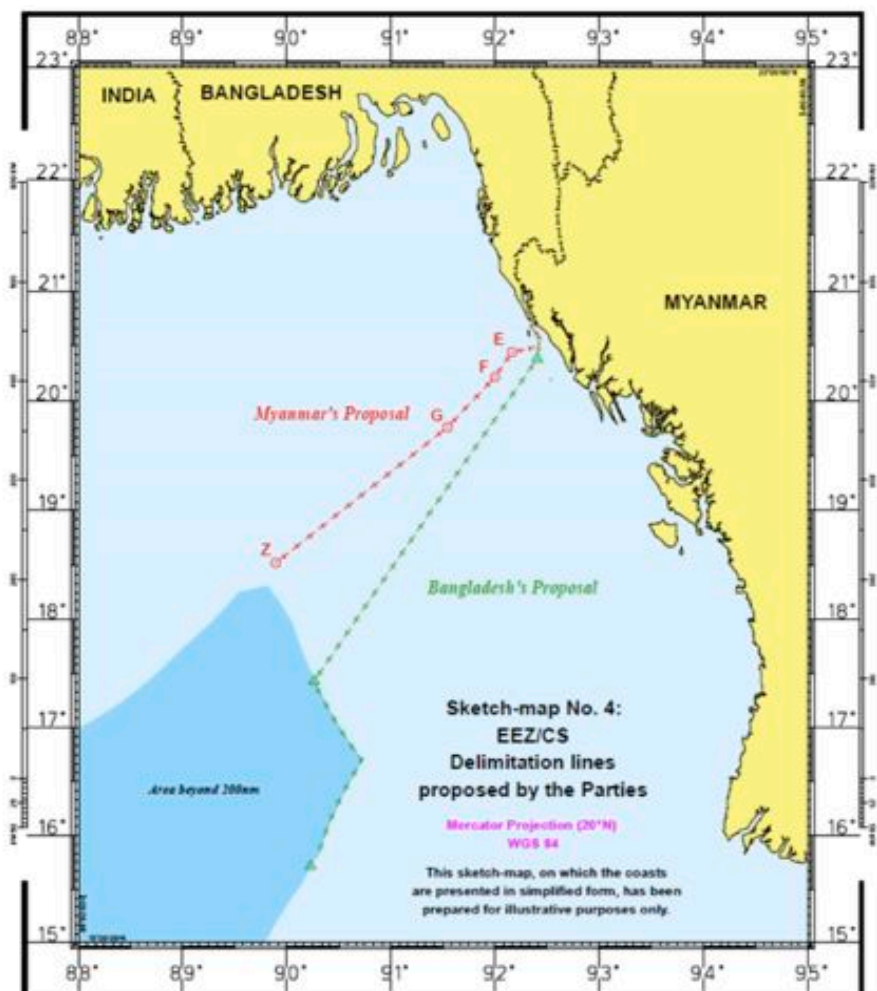 88° 89° 90° 91° 92° 93° 94° 95°
23° 23°
INDIA BANGLADESH
22° 22°
21° 21°
MYANMAR
E
F
20° 20°
Myanmar's Proposal
G
19° 19°
Z
Bangladesh's Proposal
18° 18°
Sketch-map No. 4:
17° 17°
EEZ/CS
Delimitation lines
proposed by the Parties
Area beyond 200nm
Mercator Projection (20°N)
16° 16°
WGS 84
This sketch-map, on which the coasts
are presented in simplified form, has been
prepared for illustrative purposes only.
15° 15°
88° 89° 90° 91° 92° 93° 94° 95°